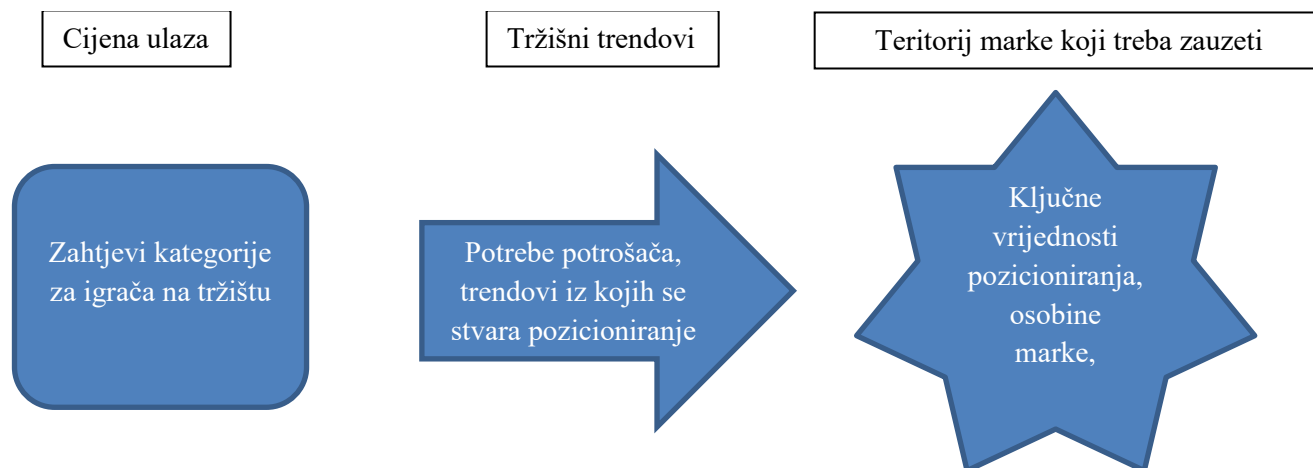 Cijena ulaza
Tržišni trendovi
Teritorij marke koji treba zauzeti
Zahtjevi kategorije
za igrača na tržištu
Potrebe potrošača,
trendovi iz kojih se
stvara pozicioniranje
Ključne
vrijednosti
pozicioniranja,
osobine
marke,